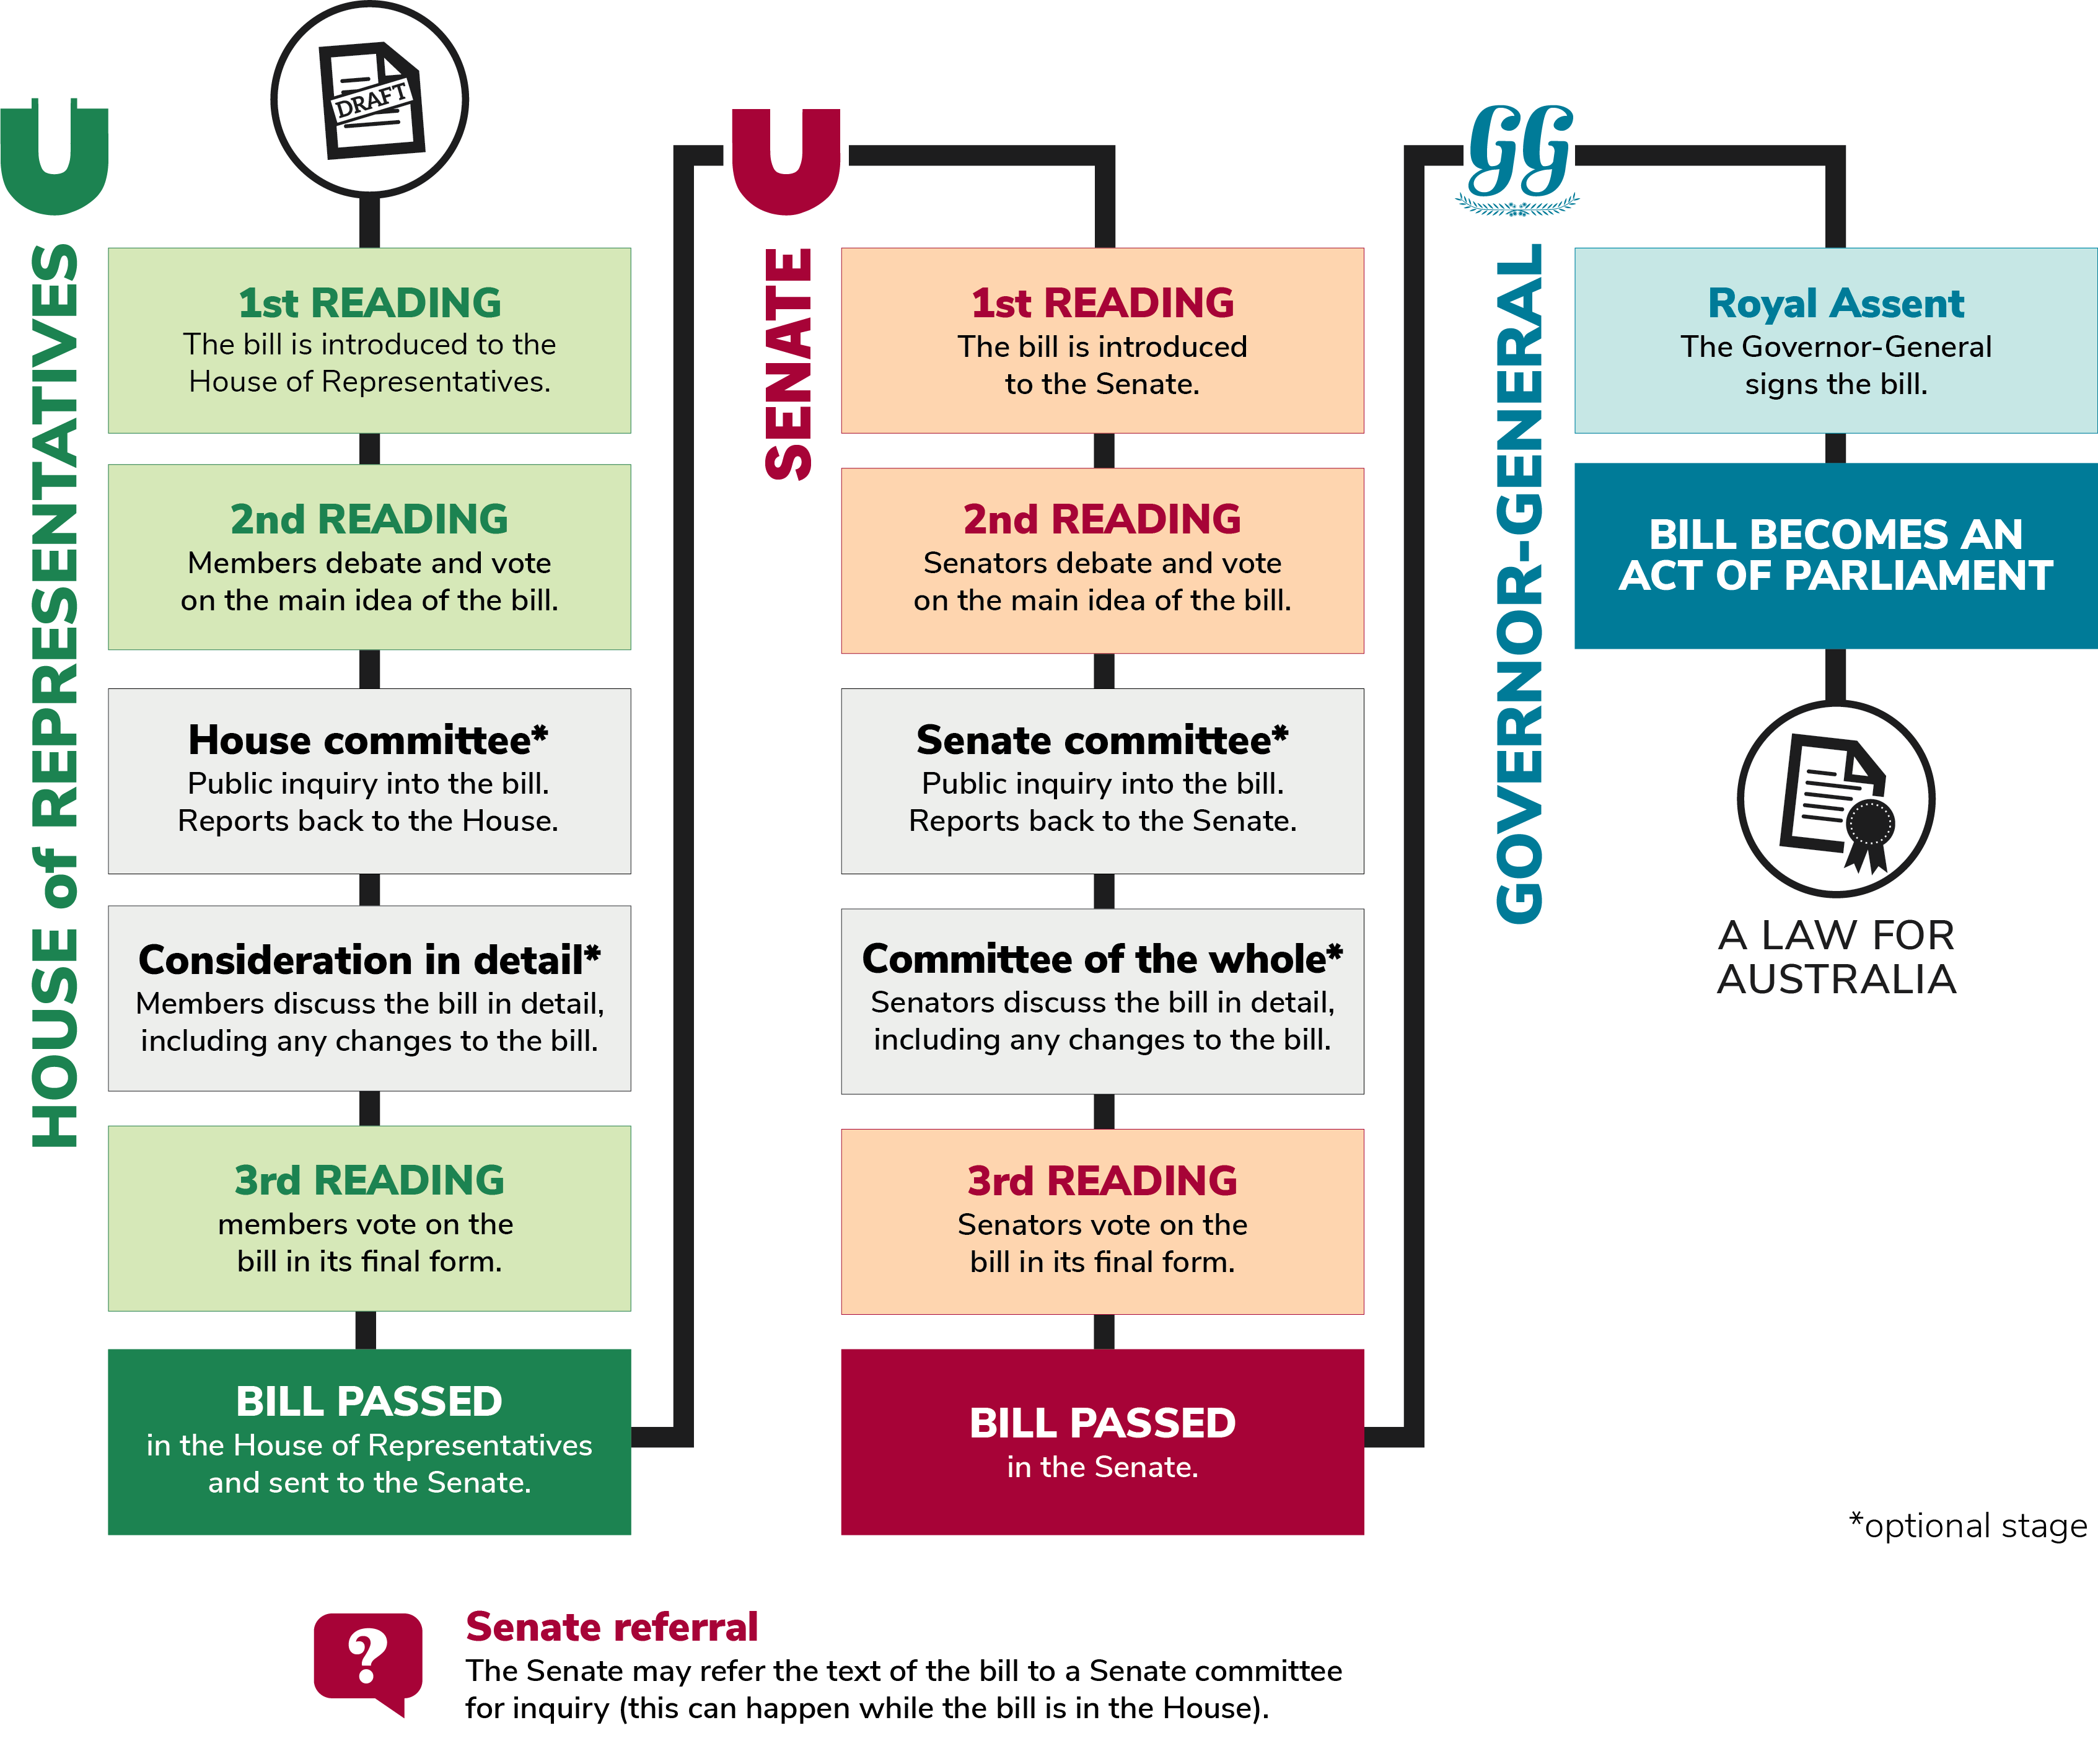 DRAFT
HOUSE of REPRESENTATIVES
1st READING
The bill is introduced to the
House of Representatives.
2nd READING
Members debate and vote
on the main idea of the bill.
House committee*
Public inquiry into the bill.
Reports back to the House.
Consideration in detail*
Members discuss the bill in detail,
including any changes to the bill.
3rd READING
members vote on the
bill in its final form.
BILL PASSED
in the House of Representatives
and sent to the Senate.
SENATE
1st READING
The bill is introduced
to the Senate.
2nd READING
Senators debate and vote
on the main idea of the bill.
Senate committee*
Public inquiry into the bill.
Reports back to the Senate.
Committee of the whole*
Senators discuss the bill in detail,
including any changes to the bill.
3rd READING
Senators vote on the
bill in its final form.
BILL PASSED
in the Senate.
GG
GOVERNOR-GENERAL
Royal Assent
The Governor-General
signs the bill.
BILL BECOMES AN
ACT OF PARLIAMENT
A LAW FOR
AUSTRALIA
*optional stage
?
Senate referral
The Senate may refer the text of the bill to a Senate committee
for inquiry (this can happen while the bill is in the House).